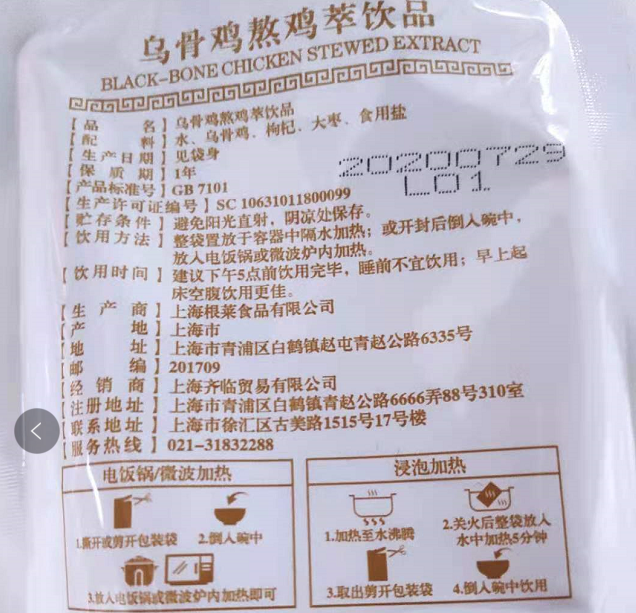 乌骨鸡熬鸡萃饮品
BLACK-BONE CHICKEN STEWED EXTRACT
【品名】乌骨鸡熬鸡萃饮品
【配料】水、乌骨鸡、枸杞、大枣、食用盐
【生产日期】见袋身
20200729
L01
【保质期】1年
【产品标准号】GB 7101
【生产许可证编号】SC 10631011800099
【贮存条件】避免阳光直射，阴凉处保存。
【饮用方法】整袋置放于容器中隔水加热；或开封后倒入碗中，
放入电饭锅或微波炉内加热。
【饮用时间】建议下午5点前饮用完毕，睡前不宜饮用；早上起
床空腹饮用更佳。
【生产商】上海根莱食品有限公司
【产地】上海市
【地址】上海市青浦区白鹤镇赵屯青赵公路6335号
【邮编】201709
【经销商】上海齐临贸易有限公司
【注册地址】上海市青浦区白鹤镇青赵公路6666弄88号310室
【联系地址】上海市徐汇区古美路1515号17号楼
【服务热线】021-31832288
电饭锅/微波加热
1.撕开或剪开包装袋 2.倒入碗中
3.放入电饭锅或微波炉内加热即可
浸泡加热
1.加热至水沸腾
2.关火后整袋放入
水中加热5分钟
3.取出剪开包装袋 4.倒入碗中饮用